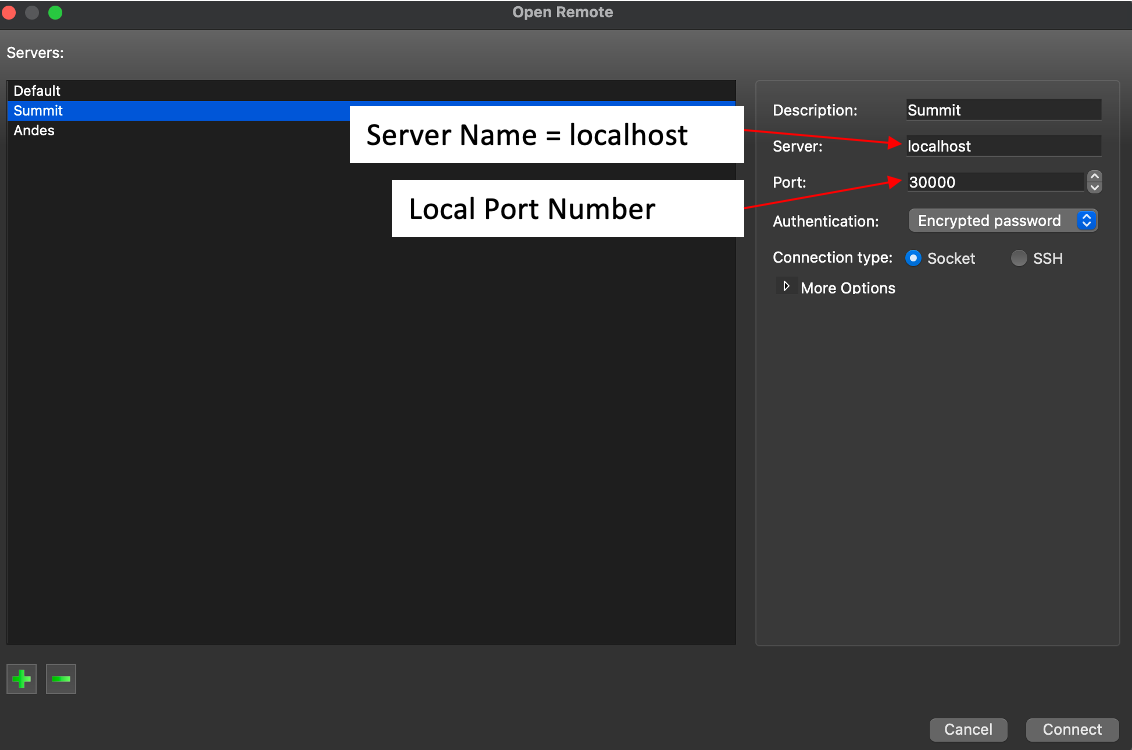 Open Remote
Servers:
Default
Summit
Andes
Server Name = localhost
Local Port Number
Description: Summit
Server: localhost
Port: 30000
Authentication: Encrypted password
Connection type: Socket SSH
More Options
Cancel Connect